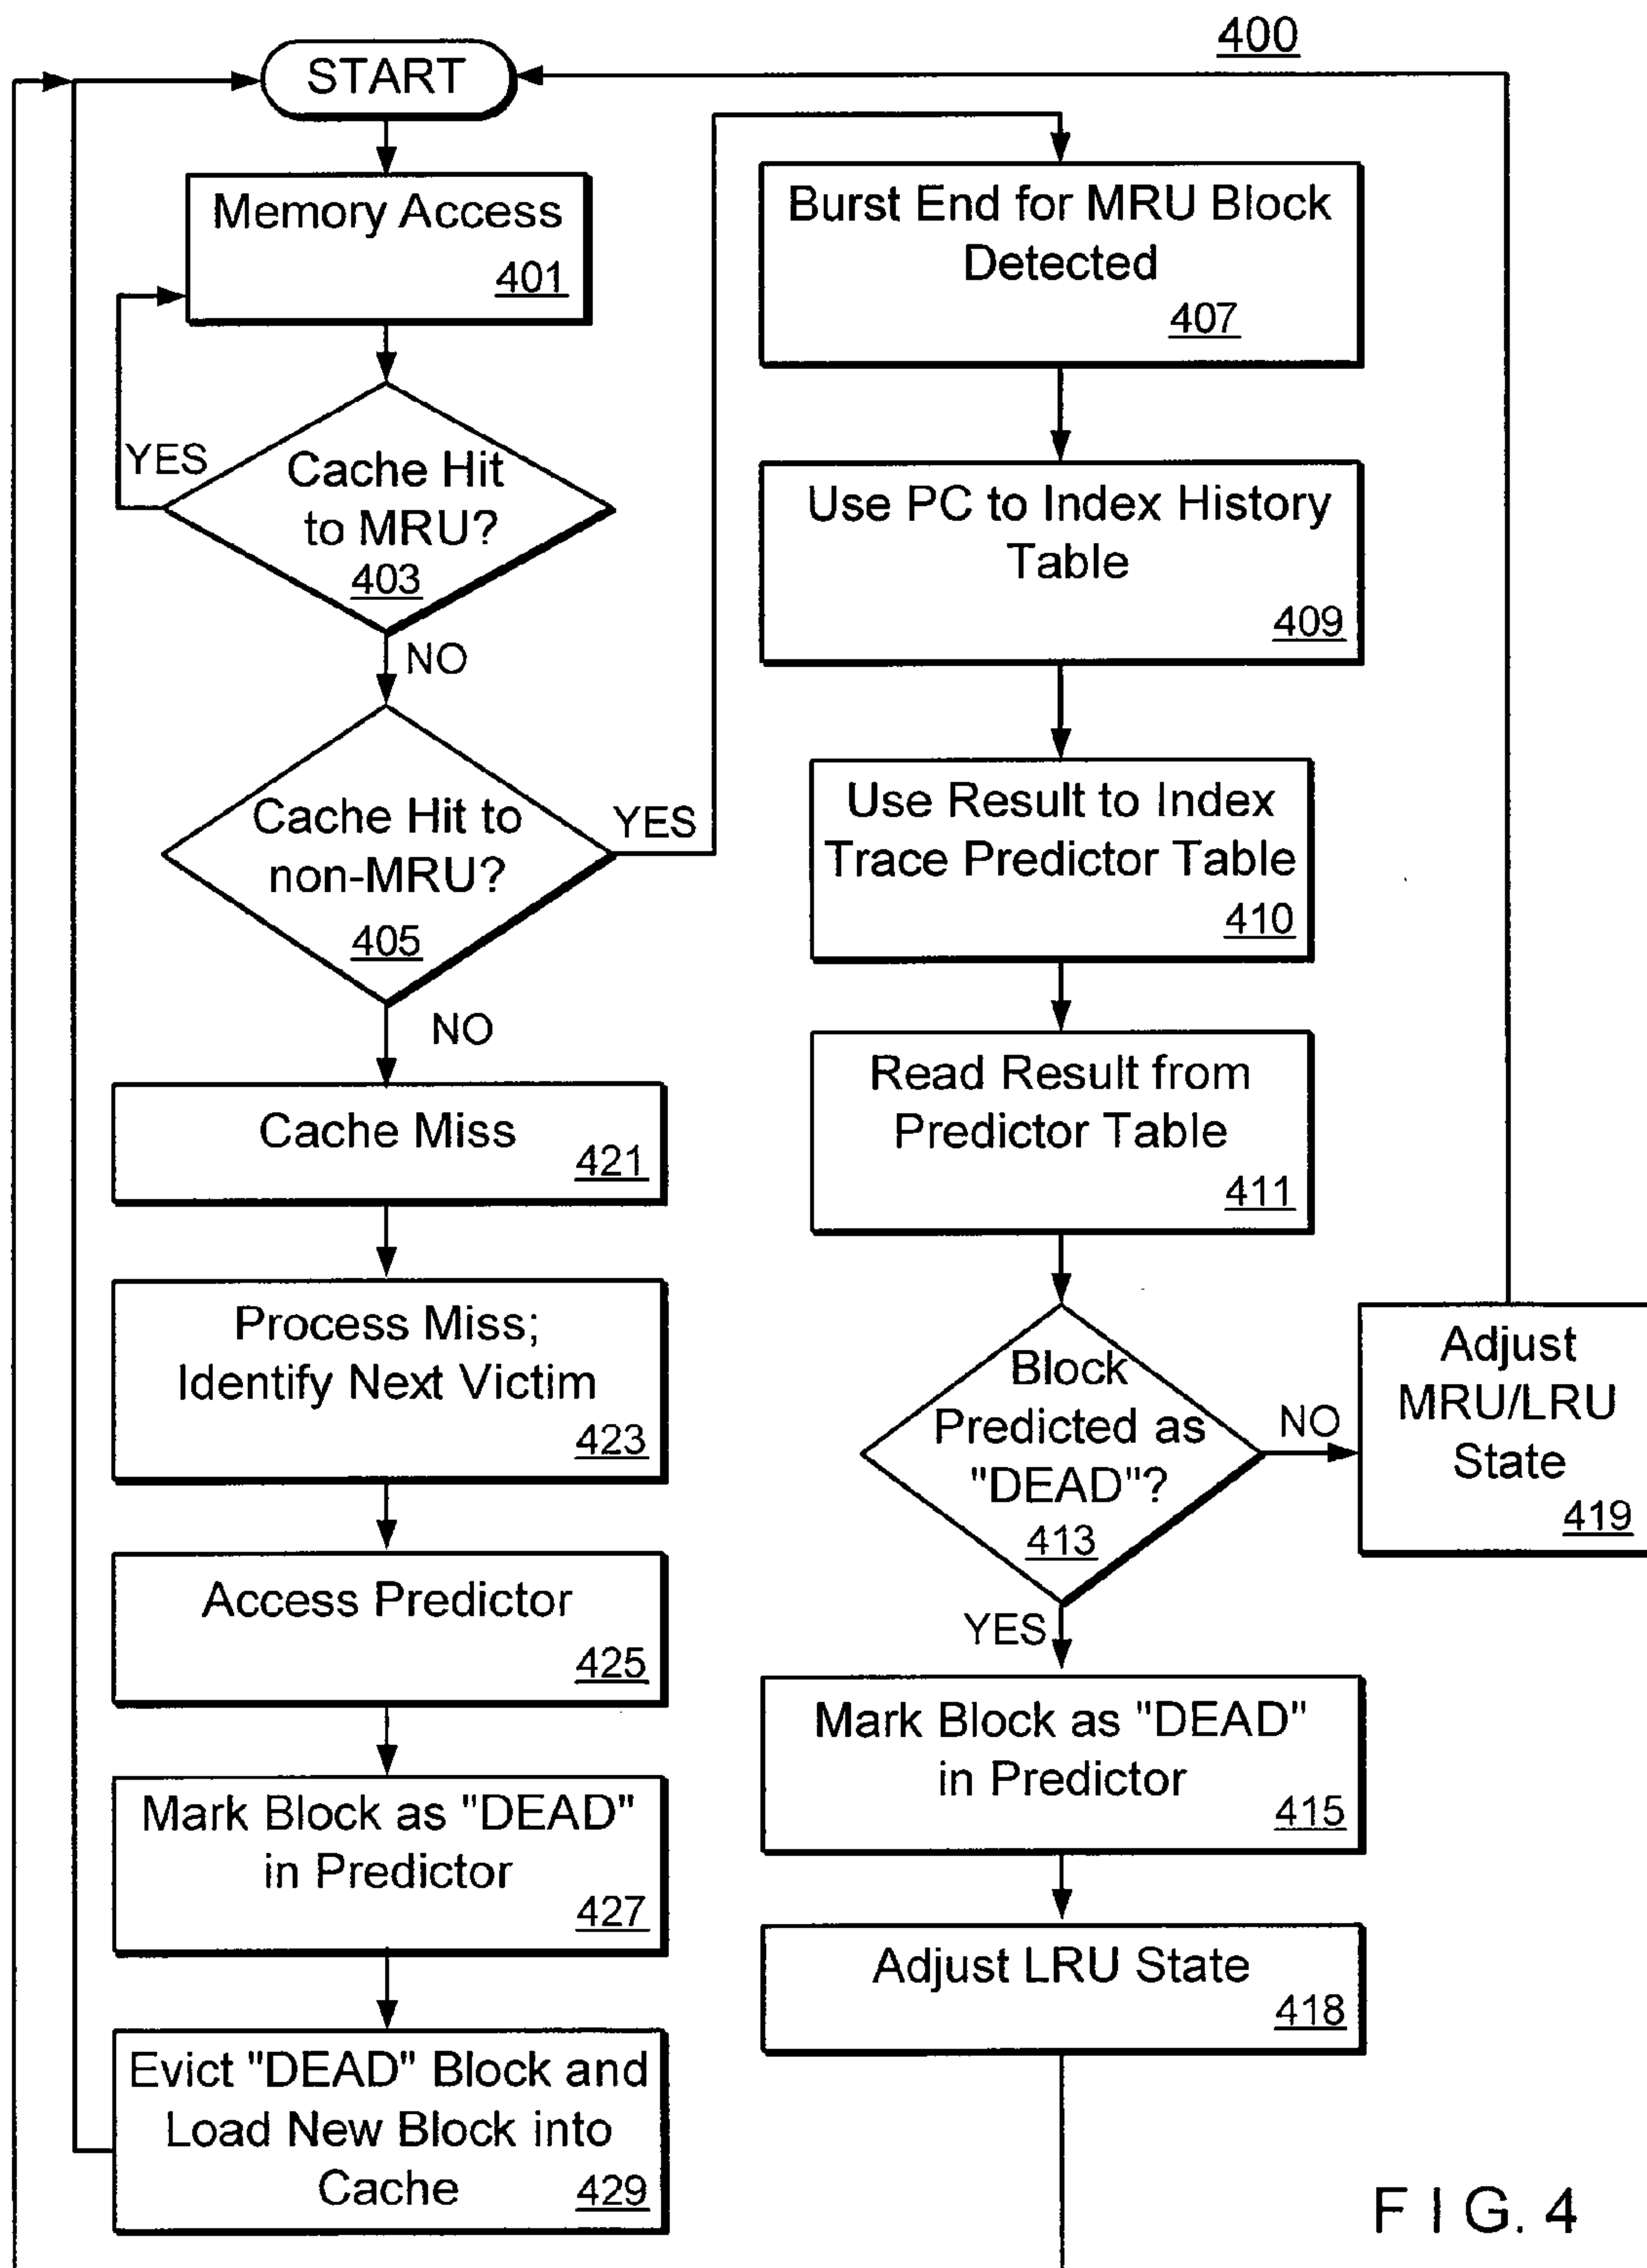 400
START
Memory Access
401
YES
Cache Hit
to MRU?
403
NO
Cache Hit to
non-MRU?
405
YES
NO
Cache Miss
421
Process Miss;
Identify Next Victim
423
Access Predictor
425
Mark Block as "DEAD"
in Predictor
427
Evict "DEAD" Block and
Load New Block into
Cache
429
Burst End for MRU Block
Detected
407
Use PC to Index History
Table
409
Use Result to Index
Trace Predictor Table
410
Read Result from
Predictor Table
411
Block
Predicted as
"DEAD"?
413
NO
Adjust
MRU/LRU
State
419
YES
Mark Block as "DEAD"
in Predictor
415
Adjust LRU State
418
FIG. 4